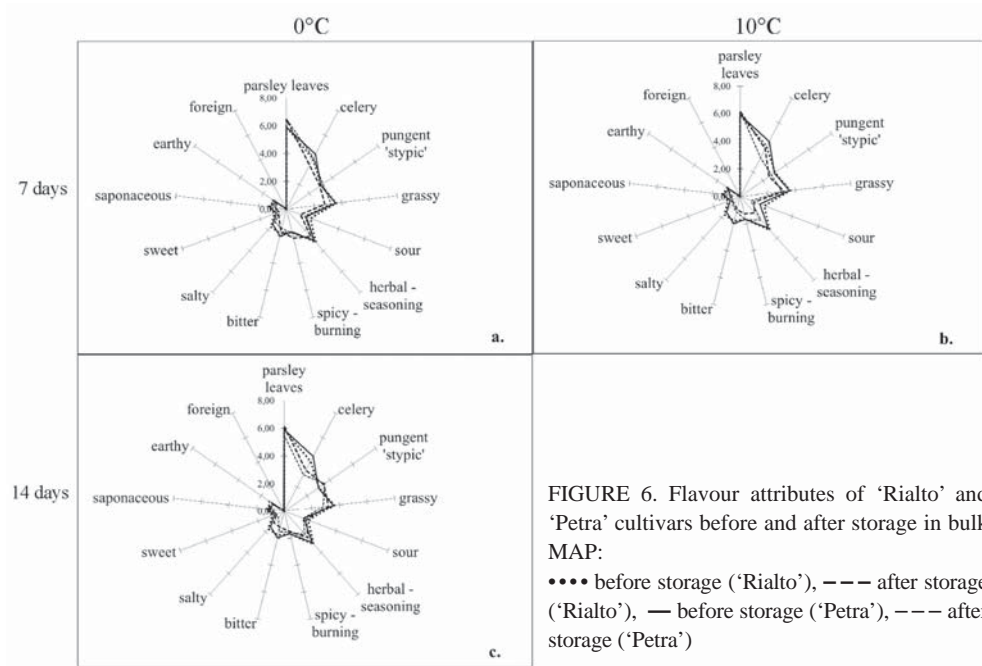 0°C
10°C
7 days
parsley leaves
8,00
6,00
4,00
2,00
0,00
celery
pungent
'stypic'
grassy
sour
herbal -
seasoning
spicy -
burning
bitter
salty
sweet
saponaceous
earthy
foreign
a.
parsley
leaves
8,00
6,00
4,00
2,00
0,00
celery
pungent
'stypic'
grassy
sour
herbal -
seasoning
spicy -
burning
bitter
salty
sweet
saponaceous
earthy
foreign
b.
14 days
parsley
leaves
8,00
6,00
4,00
2,00
0,00
celery
pungent
'stypic'
grassy
sour
herbal -
seasoning
spicy -
burning
bitter
salty
sweet
saponaceous
earthy
foreign
c.
FIGURE 6. Flavour attributes of ‘Rialto’ and
‘Petra’ cultivars before and after storage in bulk
MAP:
•••• before storage (‘Rialto’), – – – after storage
(‘Rialto’), — before storage (‘Petra’), – – – after
storage (‘Petra’)